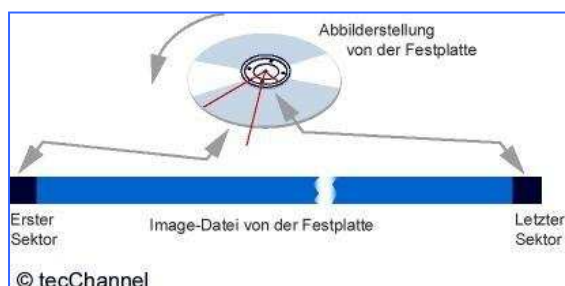 Abbilderstellung
von der Festplatte
Erster
Sektor
Image-Datei von der Festplatte
Letzter
Sektor
© tecChannel